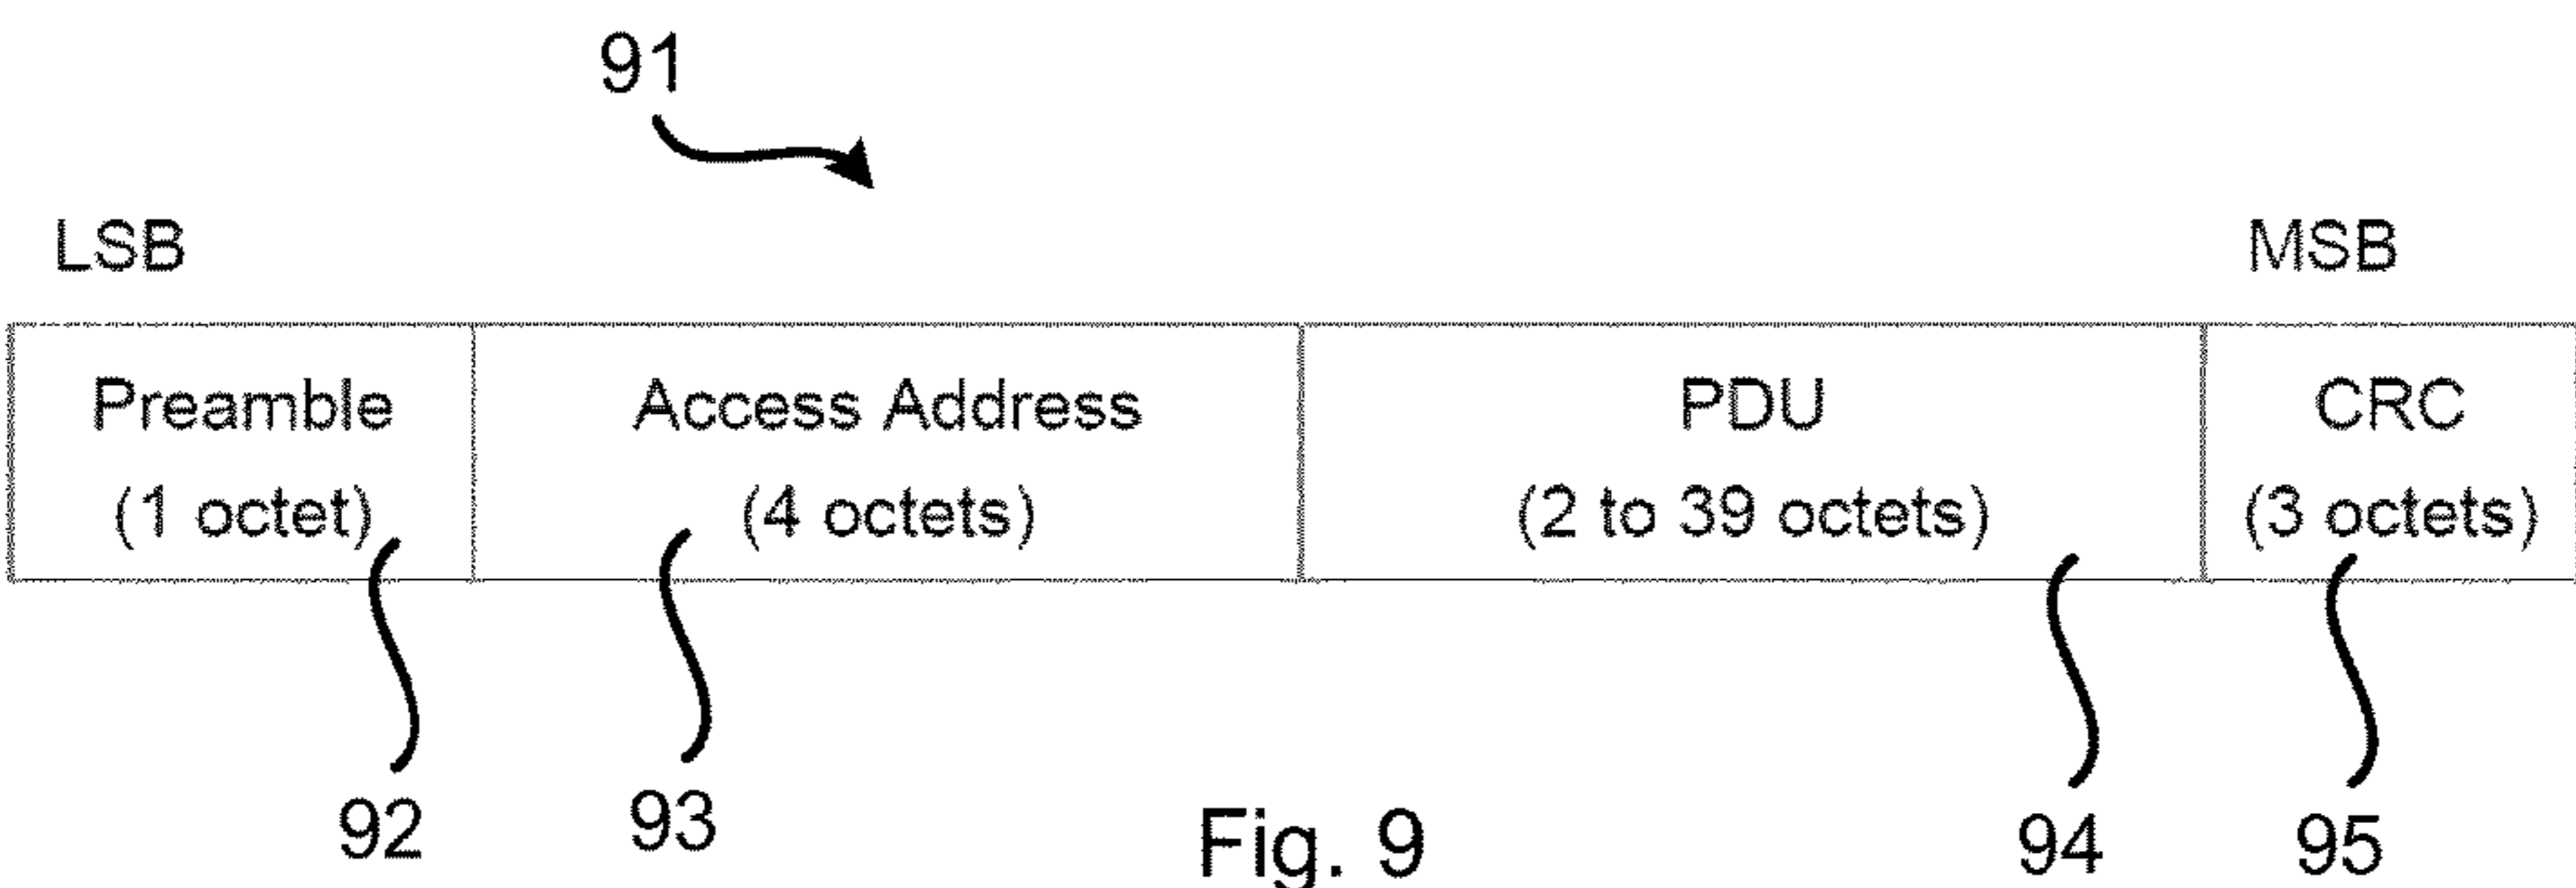 91
LSB MSB
Preamble Access Address PDU CRC
(1 octet) (4 octets) (2 to 39 octets) (3 octets)
92 93 94 95
Fig. 9